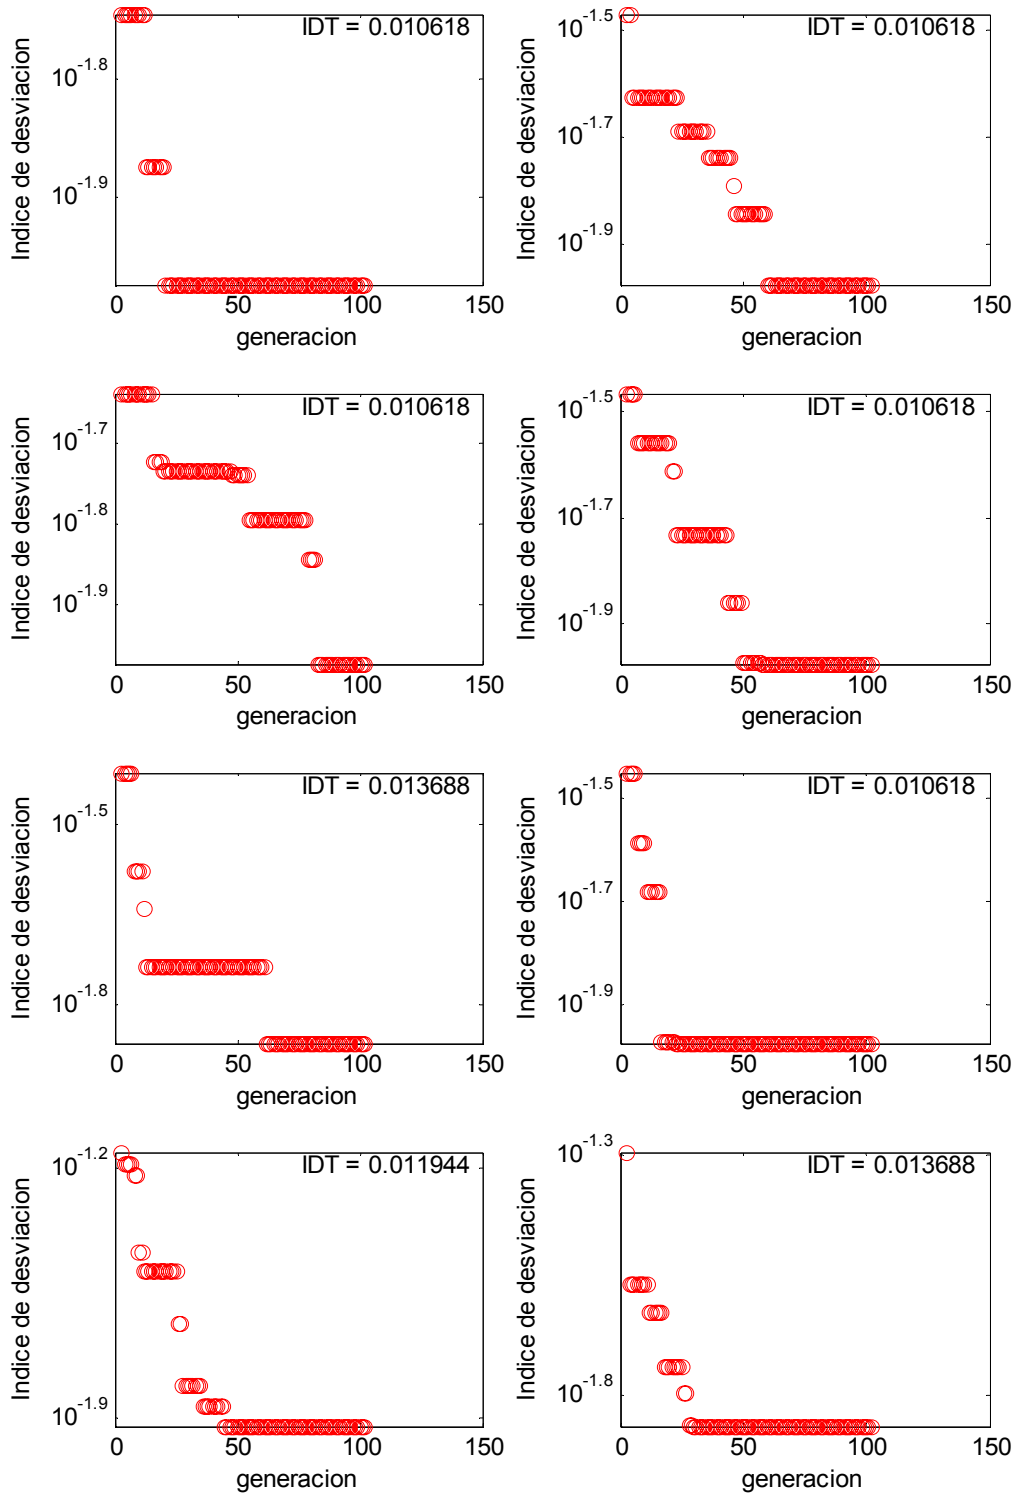 IDT = 0.010618
10^-1.8
10^-1.9
Indice de desviacion
0 50 100 150
generacion
IDT = 0.010618
10^-1.5
10^-1.7
10^-1.9
Indice de desviacion
0 50 100 150
generacion
IDT = 0.010618
10^-1.7
10^-1.8
10^-1.9
Indice de desviacion
0 50 100 150
generacion
IDT = 0.010618
10^-1.5
10^-1.7
10^-1.9
Indice de desviacion
0 50 100 150
generacion
IDT = 0.013688
10^-1.5
10^-1.8
Indice de desviacion
0 50 100 150
generacion
IDT = 0.010618
10^-1.5
10^-1.7
10^-1.9
Indice de desviacion
0 50 100 150
generacion
IDT = 0.011944
10^-1.2
10^-1.9
Indice de desviacion
0 50 100 150
generacion
IDT = 0.013688
10^-1.3
10^-1.8
Indice de desviacion
0 50 100 150
generacion